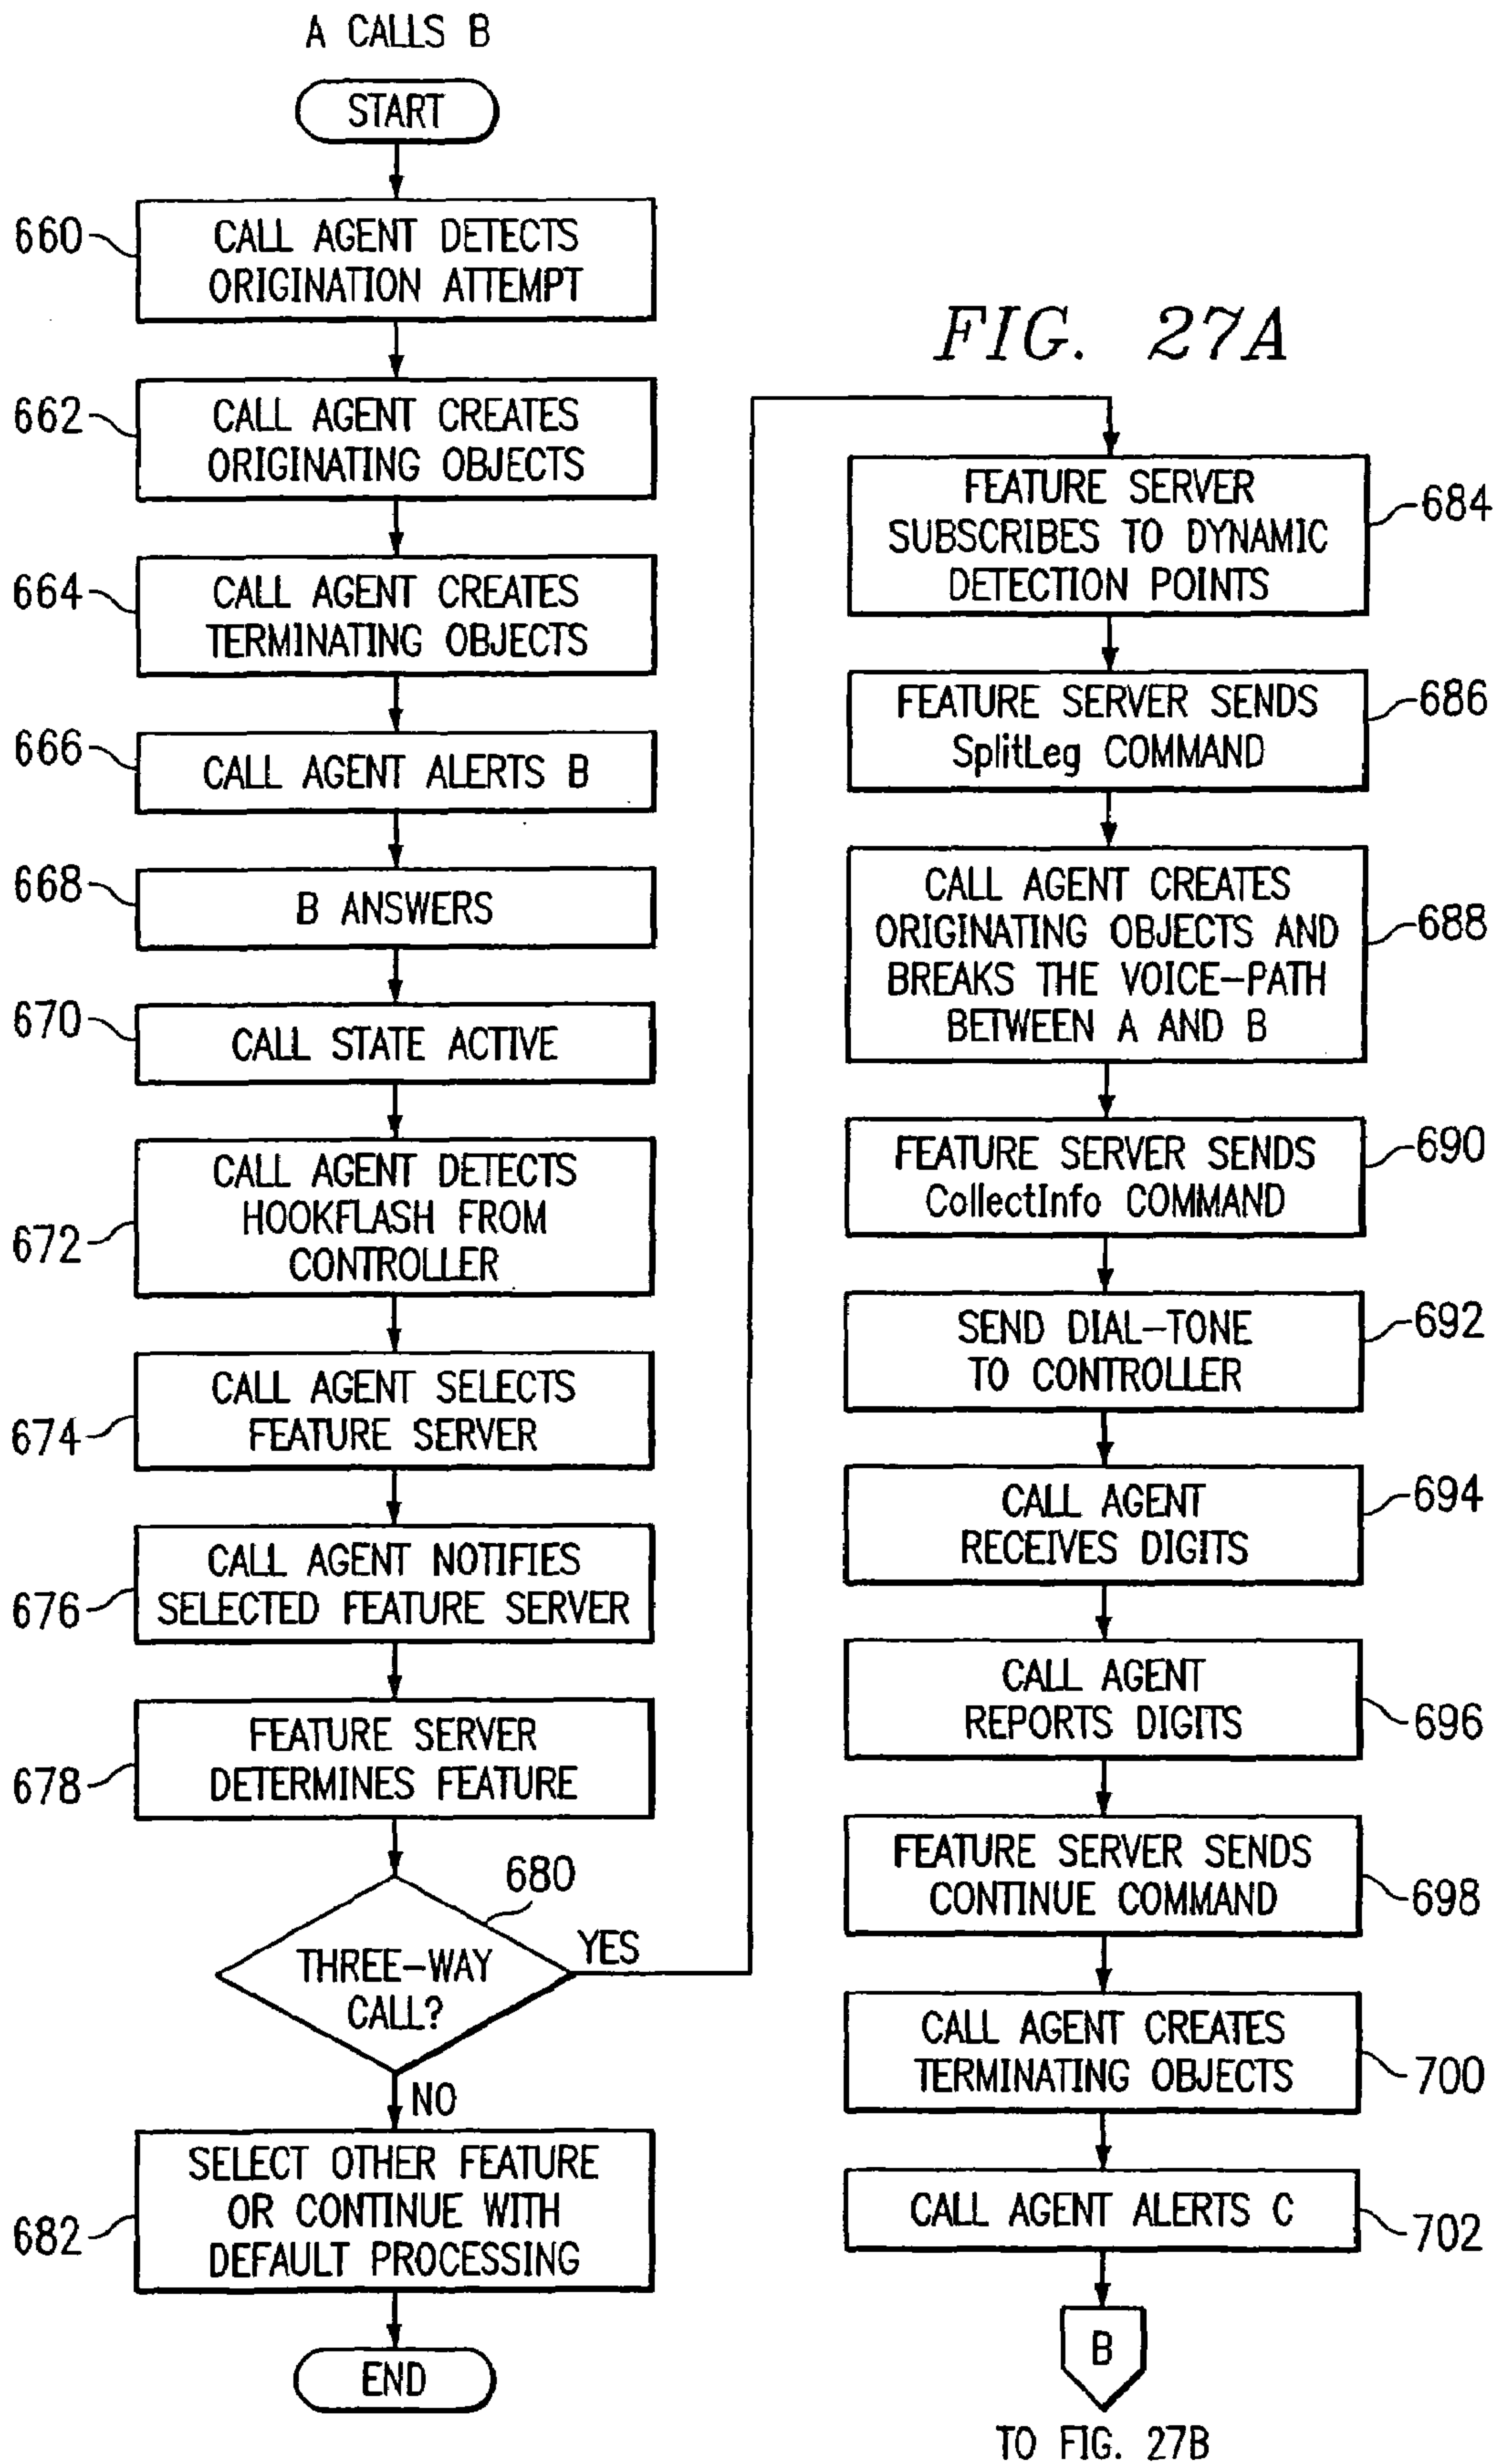 A CALLS B
START
660
CALL AGENT DETECTS
ORIGINATION ATTEMPT
662
CALL AGENT CREATES
ORIGINATING OBJECTS
664
CALL AGENT CREATES
TERMINATING OBJECTS
666
CALL AGENT ALERTS B
668
B ANSWERS
670
CALL STATE ACTIVE
672
CALL AGENT DETECTS
HOOKFLASH FROM
CONTROLLER
674
CALL AGENT SELECTS
FEATURE SERVER
676
CALL AGENT NOTIFIES
SELECTED FEATURE SERVER
678
FEATURE SERVER
DETERMINES FEATURE
680
THREE-WAY
CALL?
YES
NO
682
SELECT OTHER FEATURE
OR CONTINUE WITH
DEFAULT PROCESSING
END
FIG. 27A
FEATURE SERVER
SUBSCRIBES TO DYNAMIC
DETECTION POINTS
684
FEATURE SERVER SENDS
SplitLeg COMMAND
686
CALL AGENT CREATES
ORIGINATING OBJECTS AND
BREAKS THE VOICE-PATH
BETWEEN A AND B
688
FEATURE SERVER SENDS
CollectInfo COMMAND
690
SEND DIAL-TONE
TO CONTROLLER
692
CALL AGENT
RECEIVES DIGITS
694
CALL AGENT
REPORTS DIGITS
696
FEATURE SERVER SENDS
CONTINUE COMMAND
698
CALL AGENT CREATES
TERMINATING OBJECTS
700
CALL AGENT ALERTS C
702
B
TO FIG. 27B